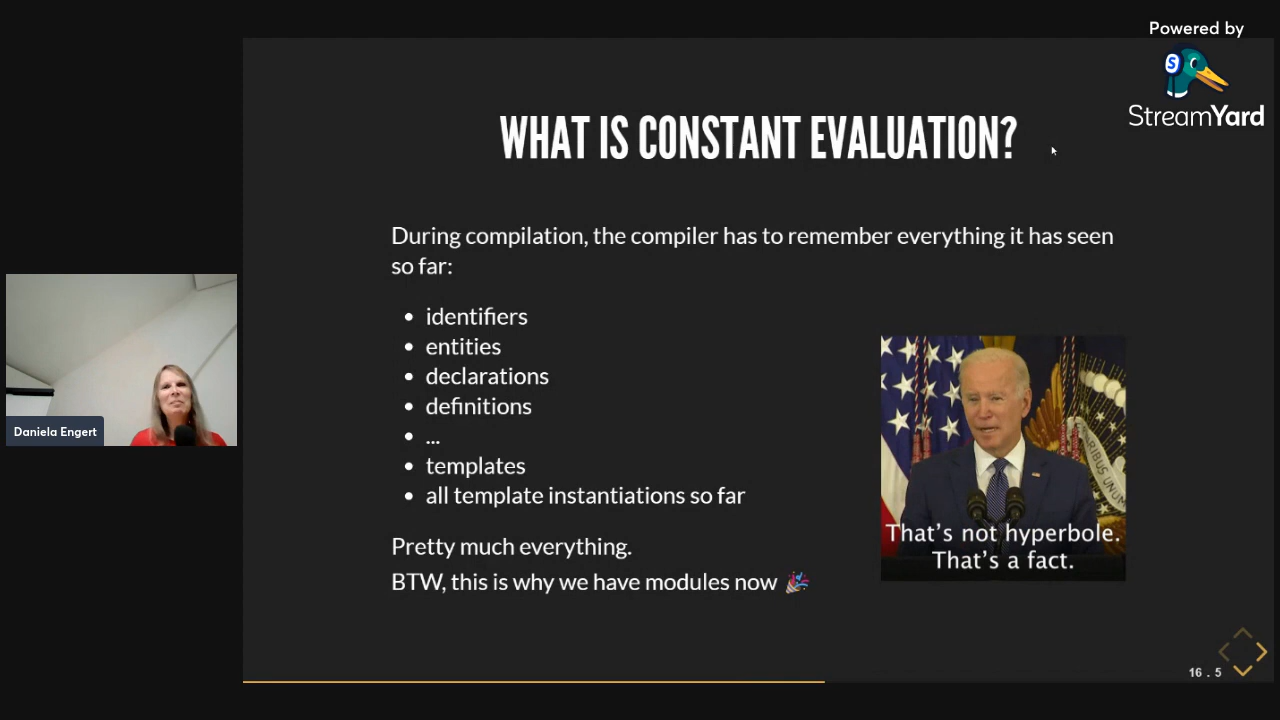 Powered by
StreamYard
WHAT IS CONSTANT EVALUATION?
During compilation, the compiler has to remember everything it has seen
so far:
identifiers
entities
declarations
definitions
...
templates
all template instantiations so far
Pretty much everything.
BTW, this is why we have modules now 🎉
That's not hyperbole.
That's a fact.
Daniela Engert
16.5